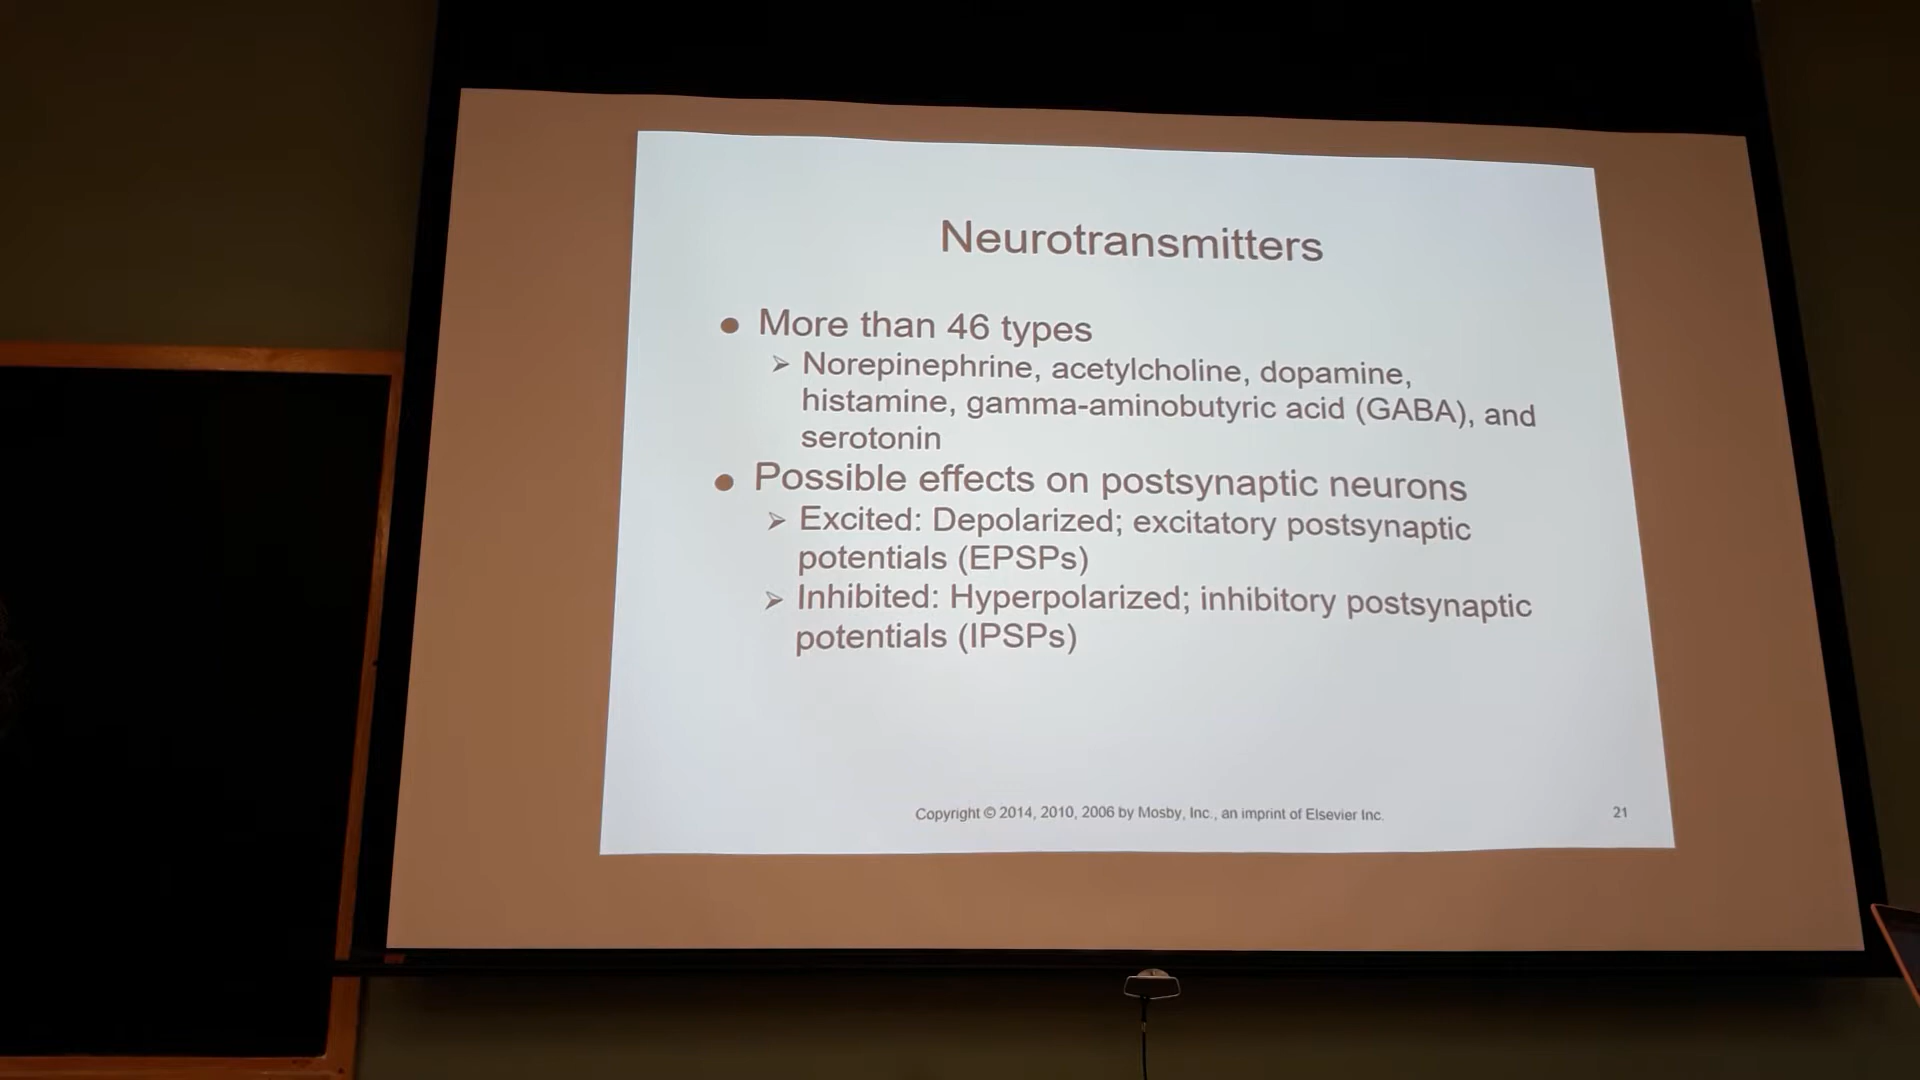 Neurotransmitters
● More than 46 types
➢ Norepinephrine, acetylcholine, dopamine,
histamine, gamma-aminobutyric acid (GABA), and
serotonin
● Possible effects on postsynaptic neurons
➢ Excited: Depolarized; excitatory postsynaptic
potentials (EPSPs)
➢ Inhibited: Hyperpolarized; inhibitory postsynaptic
potentials (IPSPs)
Copyright © 2014, 2010, 2006 by Mosby, Inc., an imprint of Elsevier Inc.
21